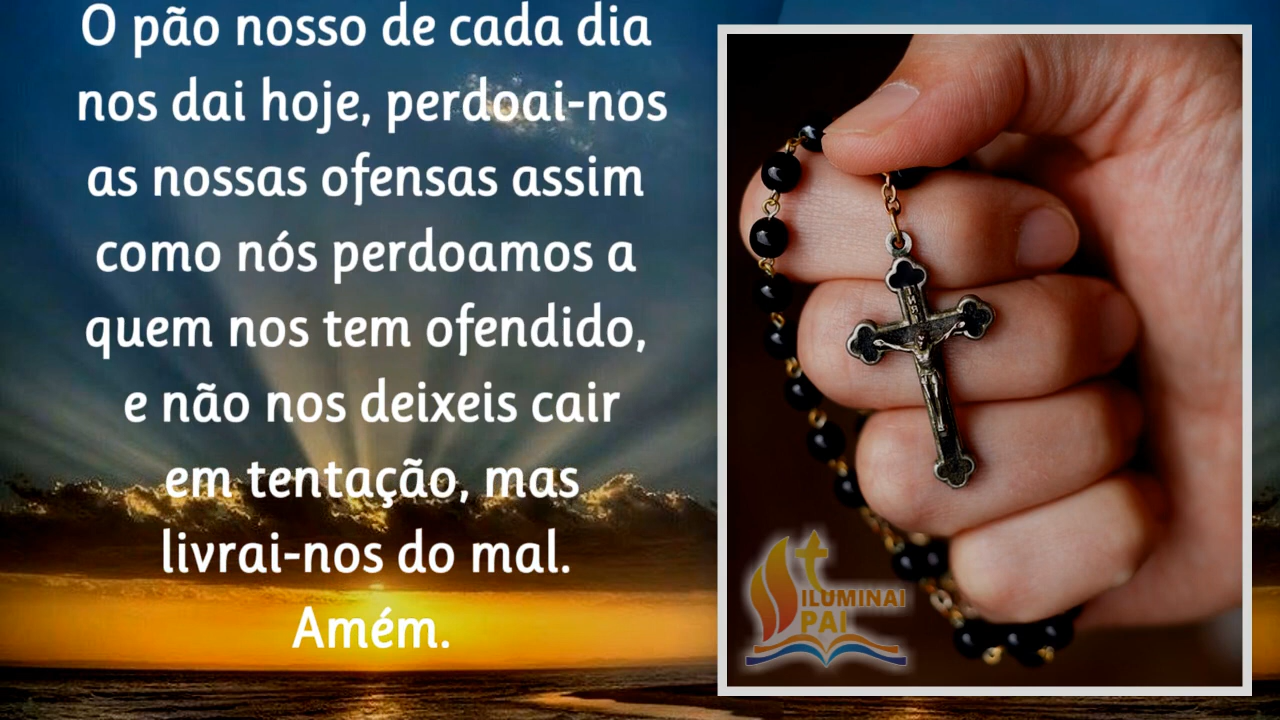 O pão nosso de cada dia
nos dai hoje, perdoai-nos
as nossas ofensas assim
como nós perdoamos a
quem nos tem ofendido,
e não nos deixeis cair
em tentação, mas
livrai-nos do mal.
Amém.
ILUMINAI
PAI